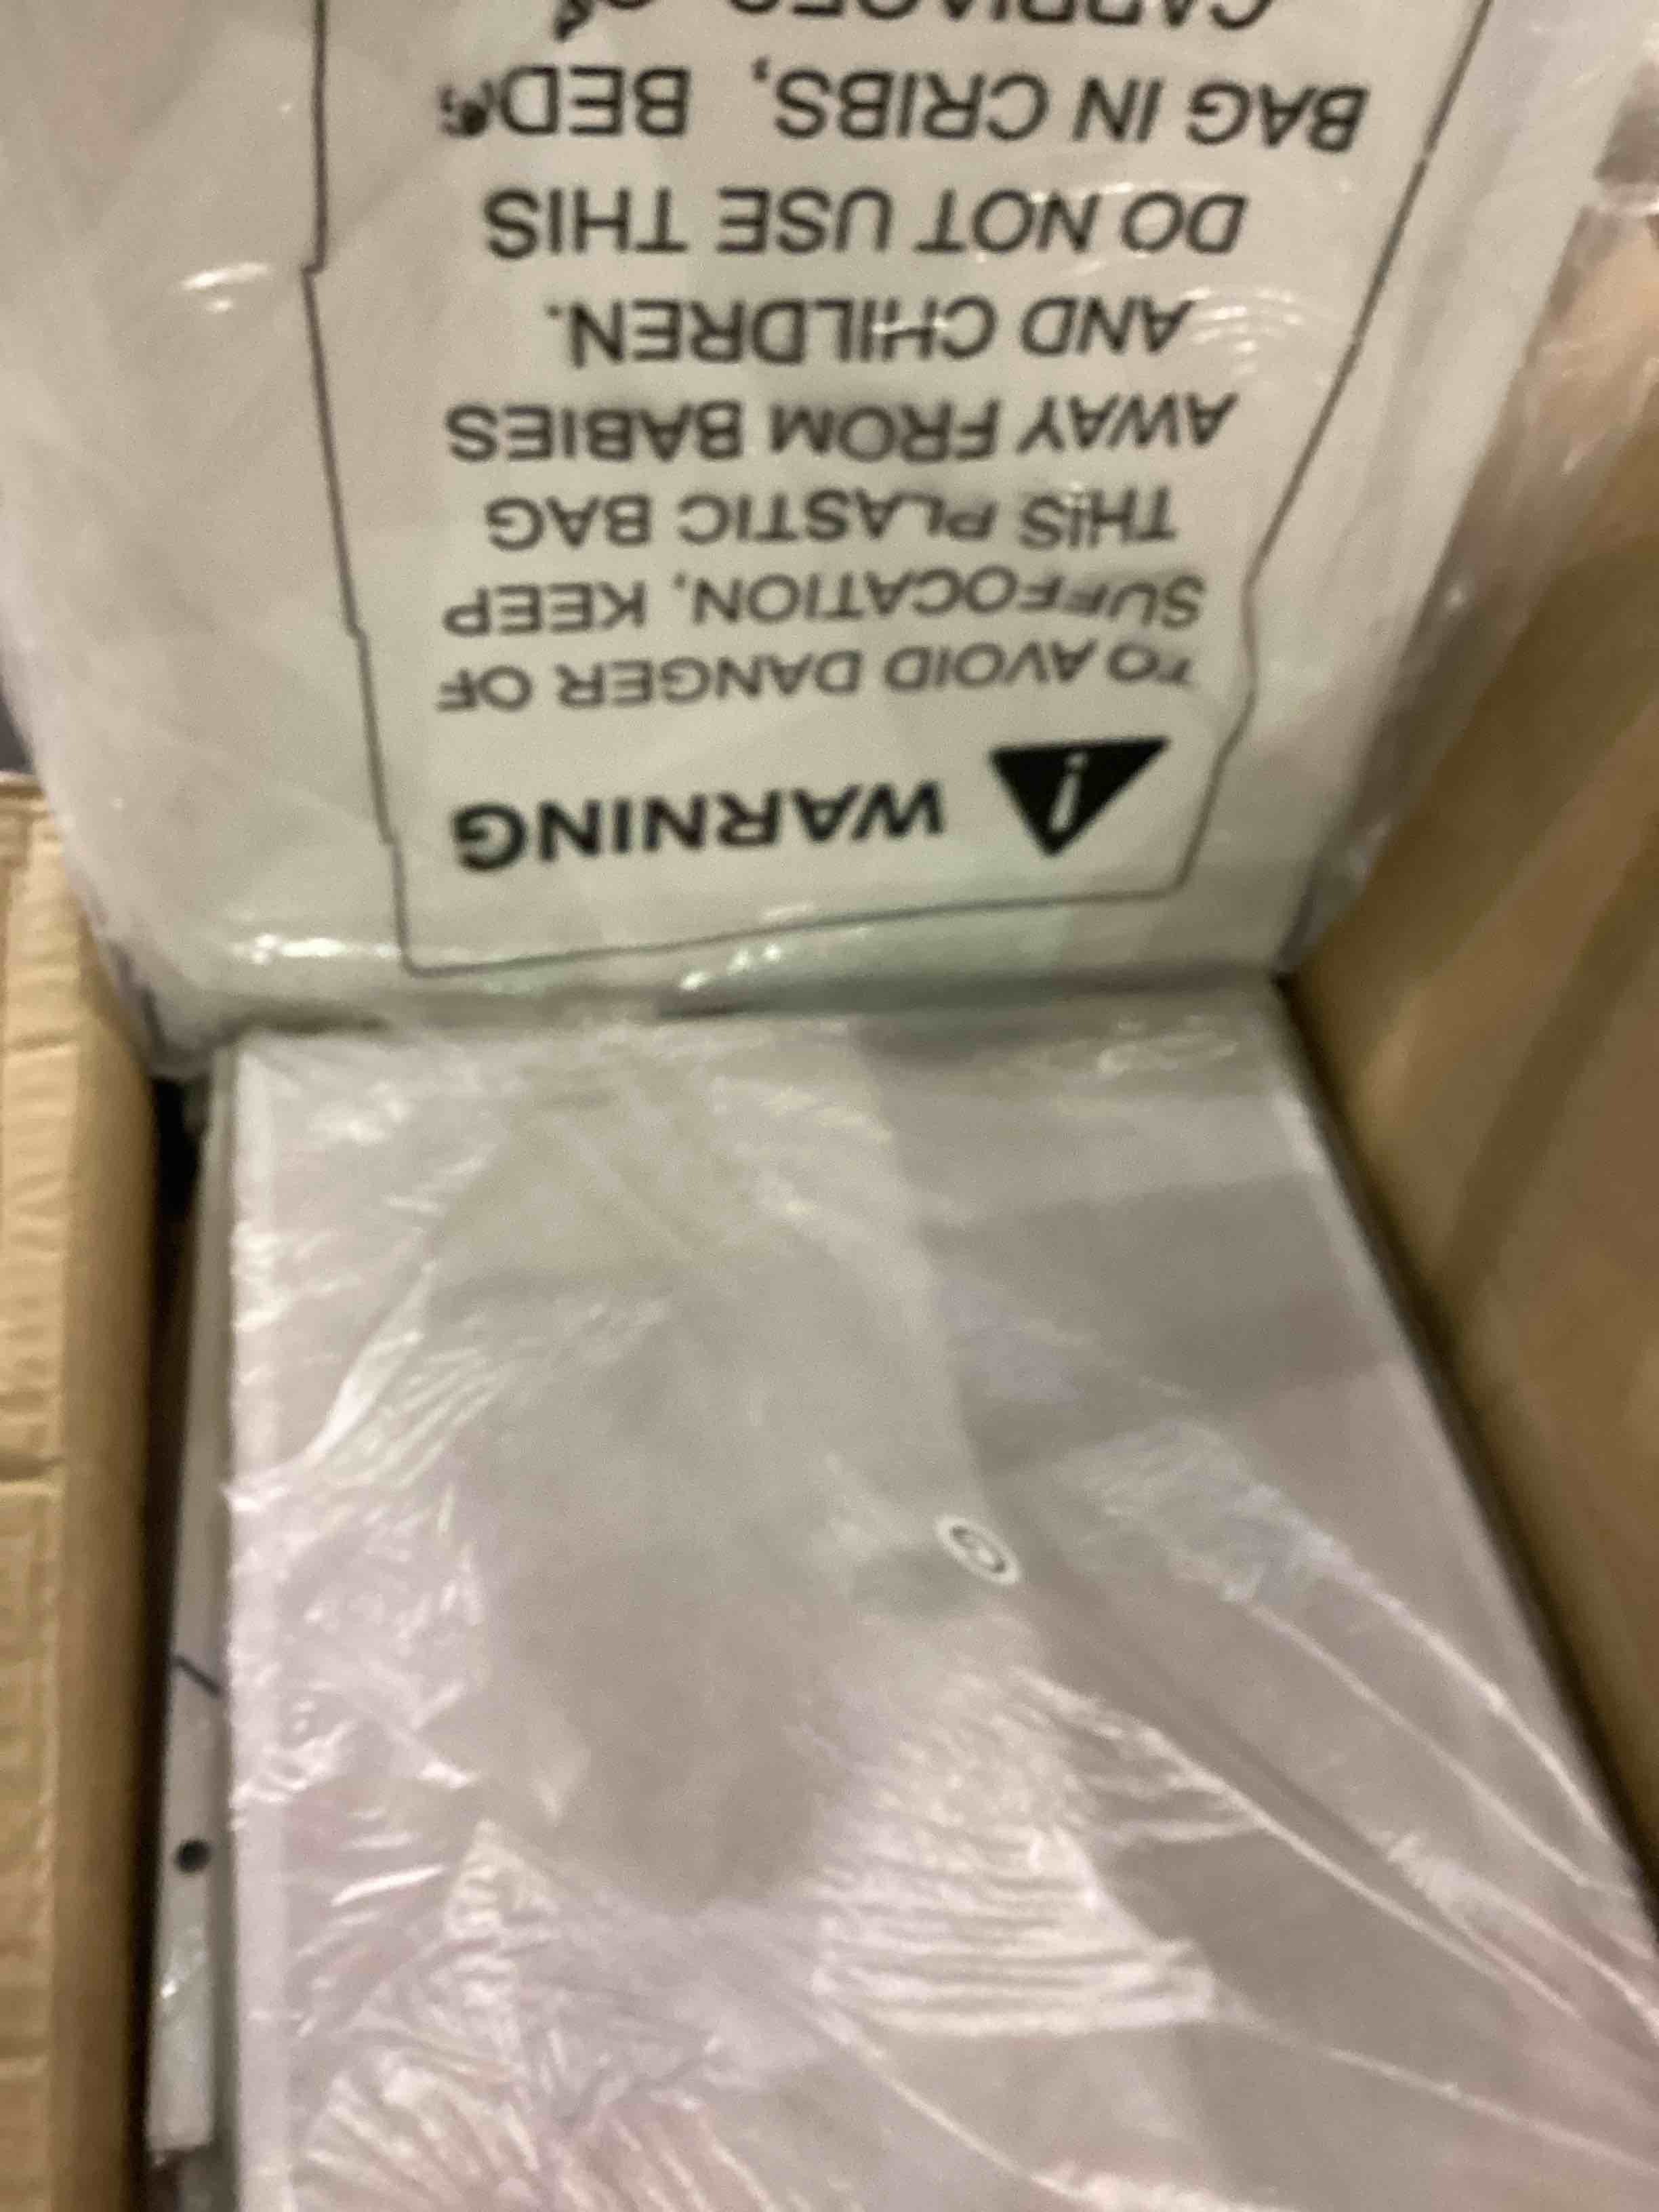 WARNING
TO AVOID DANGER OF
SUFFOCATION, KEEP
THIS PLASTIC BAG
AWAY FROM BABIES
AND CHILDREN.
DO NOT USE THIS
BAG IN CRIBS, BEDS
CARRIAGES